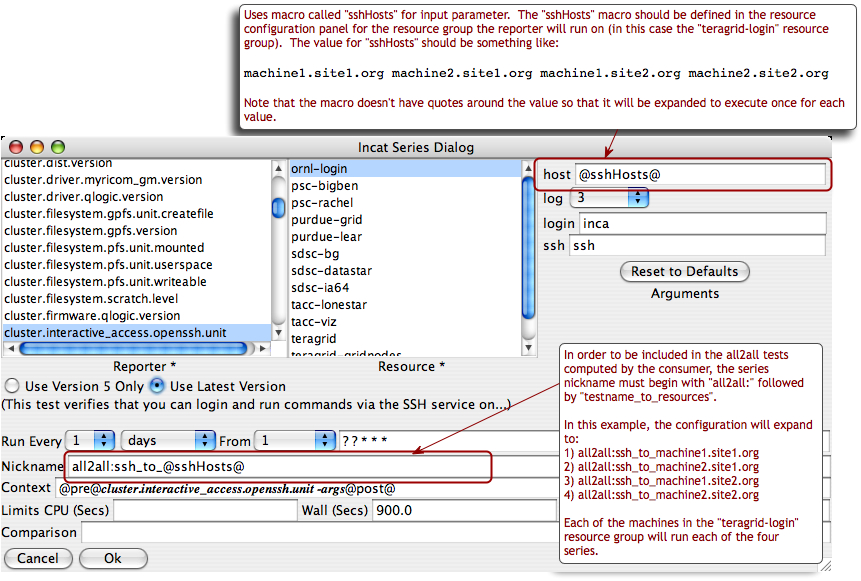 Uses macro called "sshHosts" for input parameter.  The "sshHosts" macro should be defined in the resource
configuration panel for the resource group the reporter will run on (in this case the "teragrid-login" resource
group).  The value for "sshHosts" should be something like:
machine1.site1.org machine2.site1.org machine1.site2.org machine2.site2.org
Note that the macro doesn't have quotes around the value so that it will be expanded to execute once for each
value.
Incat Series Dialog
cluster.dist.version
cluster.driver.myricom_gm.version
cluster.driver.qlogic.version
cluster.filesystem.gpfs.unit.createfile
cluster.filesystem.gpfs.version
cluster.filesystem.pfs.unit.mounted
cluster.filesystem.pfs.unit.userspace
cluster.filesystem.pfs.unit.writeable
cluster.filesystem.scratch.level
cluster.firmware.qlogic.version
cluster.interactive_access.openssh.unit
Reporter *
ornl-login
psc-bigben
psc-rachel
purdue-grid
purdue-lear
sdsc-bg
sdsc-datastar
sdsc-ia64
tacc-lonestar
tacc-viz
teragrid
teragrid-gridnodes
Resource *
host @sshHosts@
log 3
login inca
ssh ssh
Reset to Defaults
Arguments
Use Version 5 Only Use Latest Version
(This test verifies that you can login and run commands via the SSH service on...)
Run Every 1 days From 1 ? ? * * *
Nickname all2all:ssh_to_@sshHosts@
Context @pre@cluster.interactive_access.openssh.unit -args@post@
Limits CPU (Secs) Wall (Secs) 900.0
Comparison
Cancel Ok
In order to be included in the all2all tests
computed by the consumer, the series
nickname must begin with "all2all:" followed
by "testname_to_resources".
In this example, the configuration will expand
to:
1) all2all:ssh_to_machine1.site1.org
2) all2all:ssh_to_machine2.site1.org
3) all2all:ssh_to_machine1.site2.org
4) all2all:ssh_to_machine2.site2.org
Each of the machines in the "teragrid-login"
resource group will run each of the four
series.